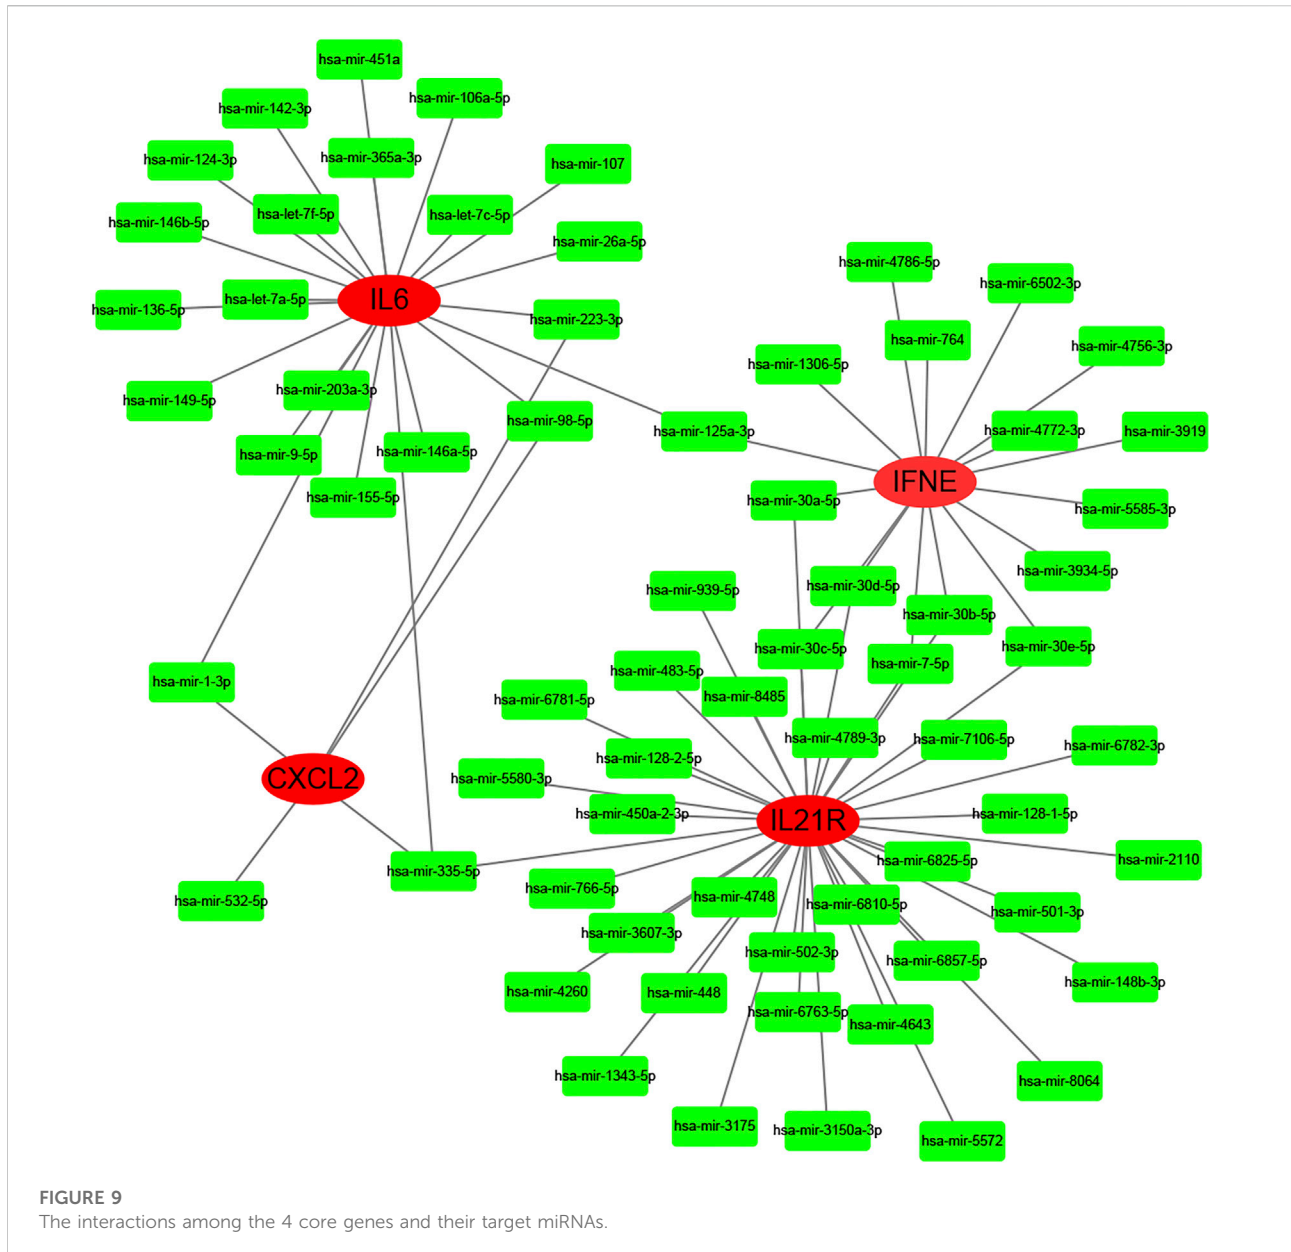 hsa-mir-451a
hsa-mir-106a-5p
hsa-mir-142-3p
hsa-mir-124-3p
hsa-mir-365a-3p
hsa-mir-107
hsa-let-7f-5p
hsa-let-7c-5p
hsa-mir-146b-5p
hsa-mir-26a-5p
hsa-mir-4786-5p
hsa-mir-6502-3p
hsa-let-7a-5p
IL6
hsa-mir-136-5p
hsa-mir-223-3p
hsa-mir-764
hsa-mir-4756-3p
hsa-mir-1306-5p
hsa-mir-203a-3p
hsa-mir-149-5p
hsa-mir-98-5p
hsa-mir-125a-3p
hsa-mir-4772-3p
hsa-mir-3919
hsa-mir-9-5p
hsa-mir-146a-5p
IFNE
hsa-mir-155-5p
hsa-mir-30a-5p
hsa-mir-5585-3p
hsa-mir-3934-5p
hsa-mir-939-5p
hsa-mir-30d-5p
hsa-mir-30b-5p
hsa-mir-30c-5p
hsa-mir-30e-5p
hsa-mir-7-5p
hsa-mir-483-5p
hsa-mir-1-3p
hsa-mir-8485
hsa-mir-6781-5p
hsa-mir-4789-3p
hsa-mir-7106-5p
hsa-mir-6782-3p
hsa-mir-128-2-5p
CXCL2
hsa-mir-5580-3p
hsa-mir-450a-2-3p
IL21R
hsa-mir-128-1-5p
hsa-mir-6825-5p
hsa-mir-2110
hsa-mir-335-5p
hsa-mir-766-5p
hsa-mir-4748
hsa-mir-532-5p
hsa-mir-6810-5p
hsa-mir-501-3p
hsa-mir-3607-3p
hsa-mir-502-3p
hsa-mir-6857-5p
hsa-mir-148b-3p
hsa-mir-4260
hsa-mir-448
hsa-mir-6763-5p
hsa-mir-4643
hsa-mir-1343-5p
hsa-mir-8064
hsa-mir-3175
hsa-mir-3150a-3p
hsa-mir-5572
FIGURE 9
The interactions among the 4 core genes and their target miRNAs.